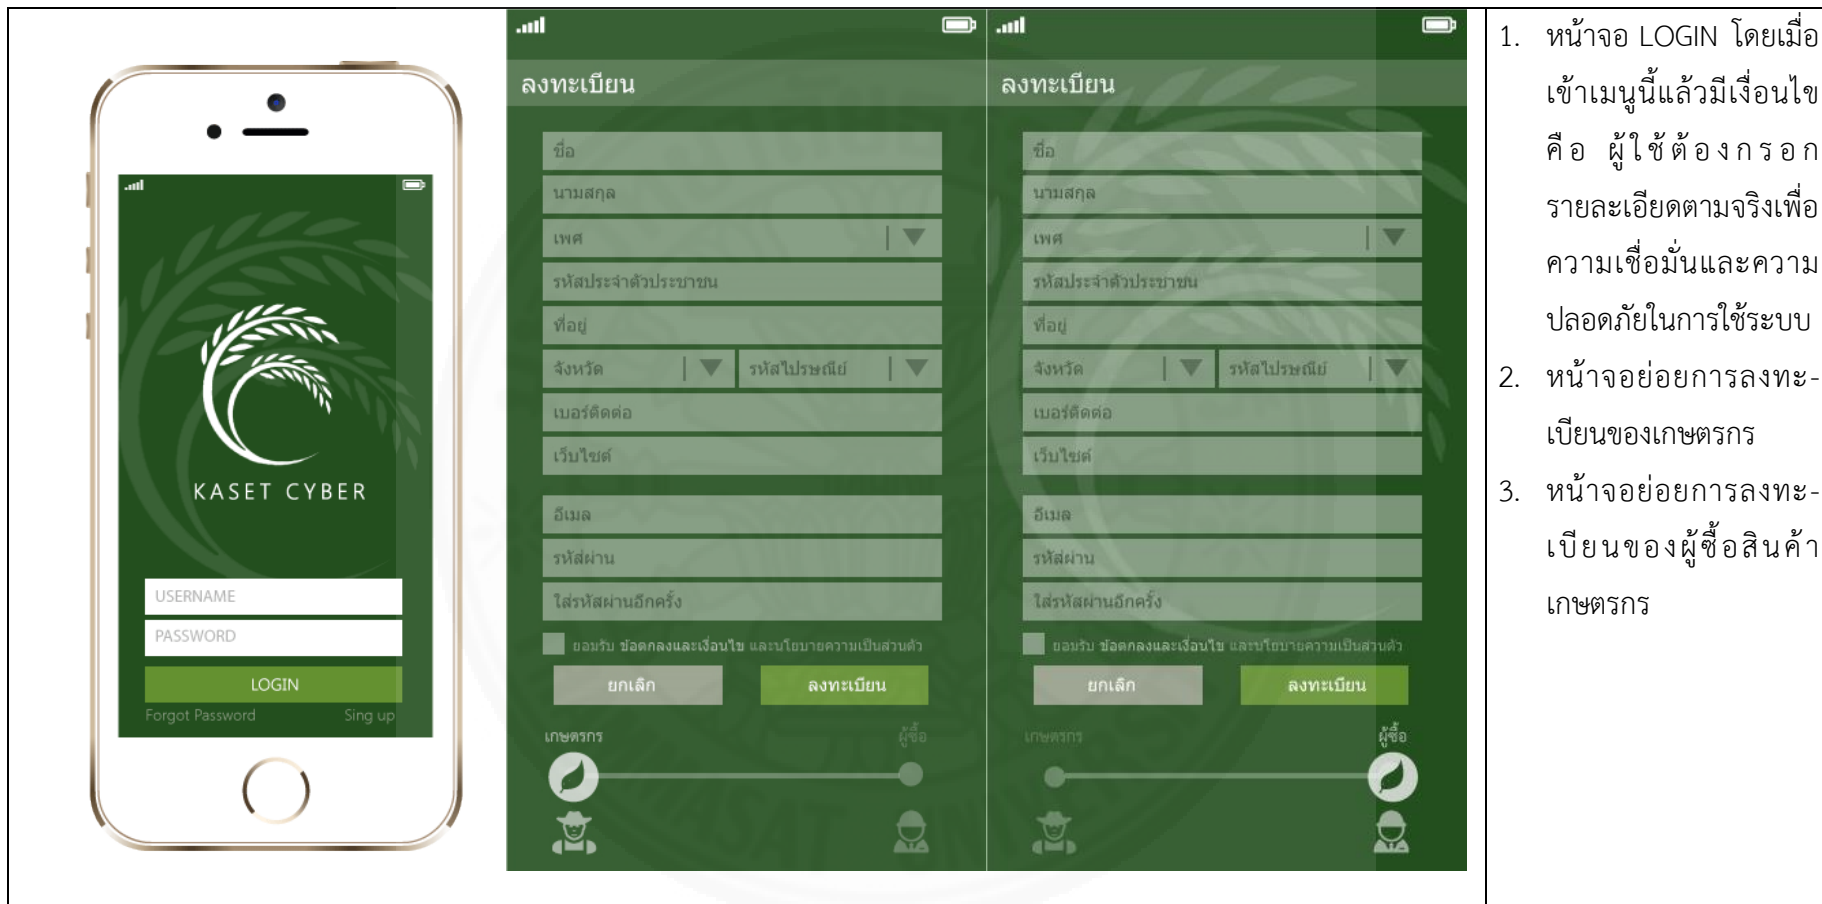 KASET CYBER
USERNAME
PASSWORD
LOGIN
Forgot Password Sing up
ลงทะเบียน
ชื่อ
นามสกุล
เพศ
รหัสประจำตัวประชาชน
ที่อยู่
จังหวัด รหัสไปรษณีย์
เบอร์ติดต่อ
เว็บไซต์
อีเมล
รหัสผ่าน
ใส่รหัสผ่านอีกครั้ง
ยอมรับ ข้อตกลงและเงื่อนไข และนโยบายความเป็นส่วนตัว
ยกเลิก ลงทะเบียน
เกษตรกร ผู้ซื้อ
ลงทะเบียน
ชื่อ
นามสกุล
เพศ
รหัสประจำตัวประชาชน
ที่อยู่
จังหวัด รหัสไปรษณีย์
เบอร์ติดต่อ
เว็บไซต์
อีเมล
รหัสผ่าน
ใส่รหัสผ่านอีกครั้ง
ยอมรับ ข้อตกลงและเงื่อนไข และนโยบายความเป็นส่วนตัว
ยกเลิก ลงทะเบียน
เกษตรกร ผู้ซื้อ
1. หน้าจอ LOGIN โดยเมื่อ
เข้าเมนูนี้แล้วมีเงื่อนไข
คือ ผู้ใช้ต้องกรอก
รายละเอียดตามจริงเพื่อ
ความเชื่อมั่นและความ
ปลอดภัยในการใช้ระบบ
2. หน้าจอย่อยการลงทะ-
เบียนของเกษตรกร
3. หน้าจอย่อยการลงทะ-
เบียนของผู้ซื้อสินค้า
เกษตรกร